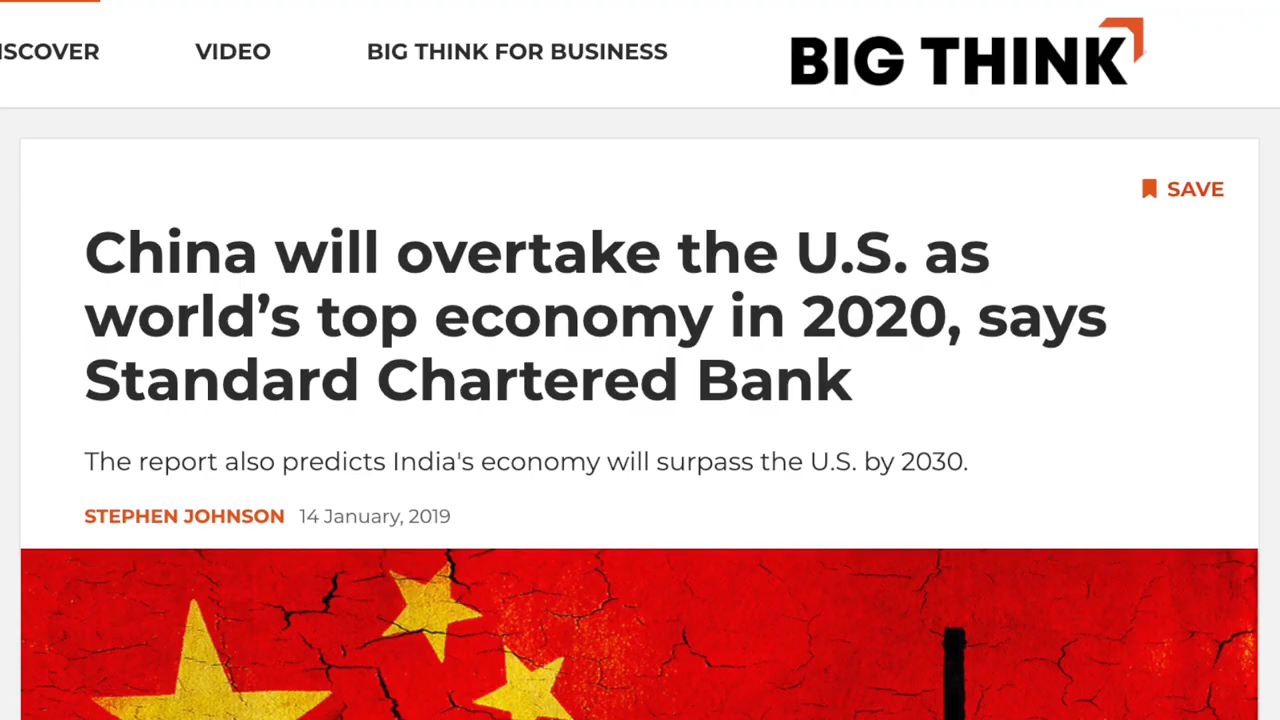 ISCOVER VIDEO BIG THINK FOR BUSINESS BIG THINK
SAVE
China will overtake the U.S. as
world’s top economy in 2020, says
Standard Chartered Bank
The report also predicts India's economy will surpass the U.S. by 2030.
STEPHEN JOHNSON 14 January, 2019